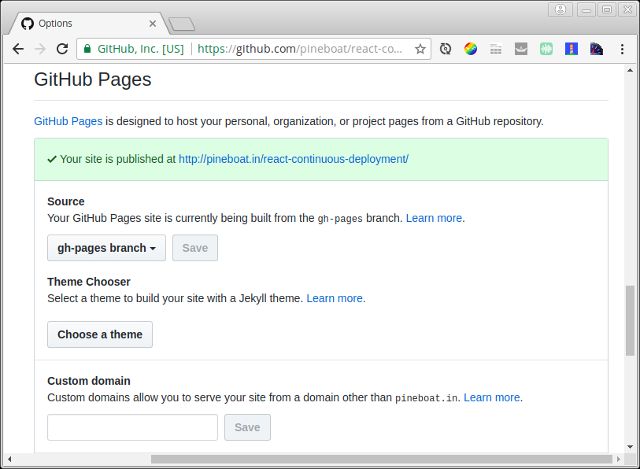 Options
GitHub, Inc. [US] | https://github.com/pineboat/react-co...
GitHub Pages
GitHub Pages is designed to host your personal, organization, or project pages from a GitHub repository.
✓ Your site is published at http://pineboat.in/react-continuous-deployment/
Source
Your GitHub Pages site is currently being built from the gh-pages branch. Learn more.
gh-pages branch Save
Theme Chooser
Select a theme to build your site with a Jekyll theme. Learn more.
Choose a theme
Custom domain
Custom domains allow you to serve your site from a domain other than pineboat.in. Learn more.
Save